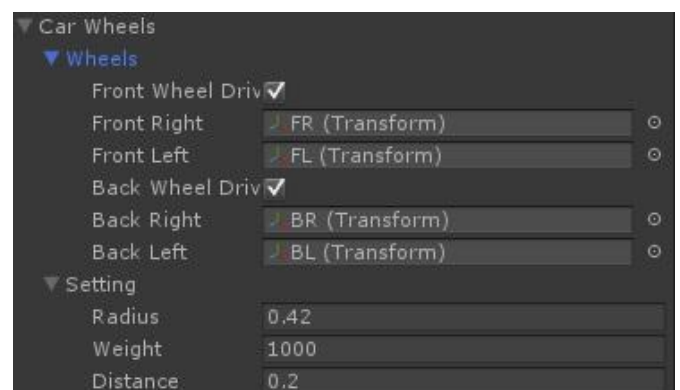 Car Wheels
Wheels
Front Wheel Driv
Front Right FR (Transform)
Front Left FL (Transform)
Back Wheel Driv
Back Right BR (Transform)
Back Left BL (Transform)
Setting
Radius 0.42
Weight 1000
Distance 0.2